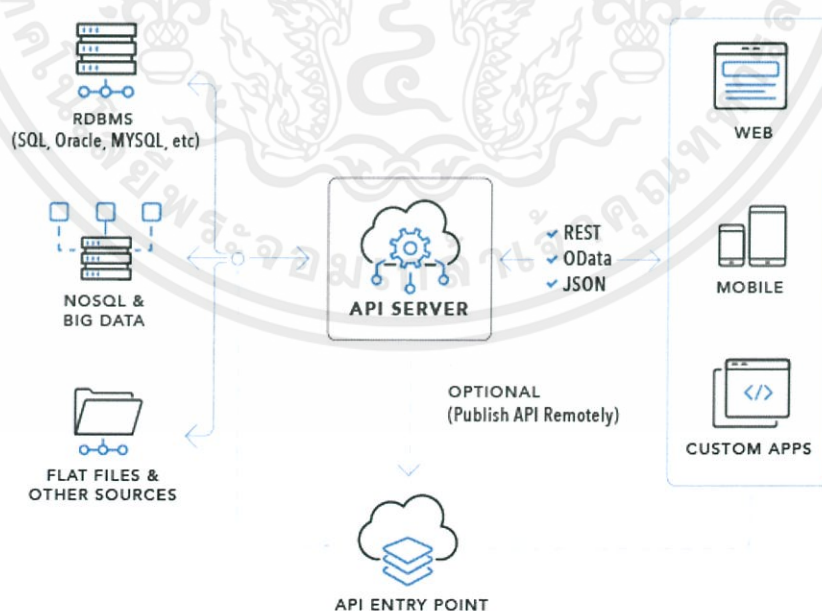 RDBMS
(SQL, Oracle, MYSQL, etc)
NOSQL &
BIG DATA
FLAT FILES &
OTHER SOURCES
API SERVER
REST
OData
JSON
OPTIONAL
(Publish API Remotely)
API ENTRY POINT
WEB
MOBILE
</>
CUSTOM APPS